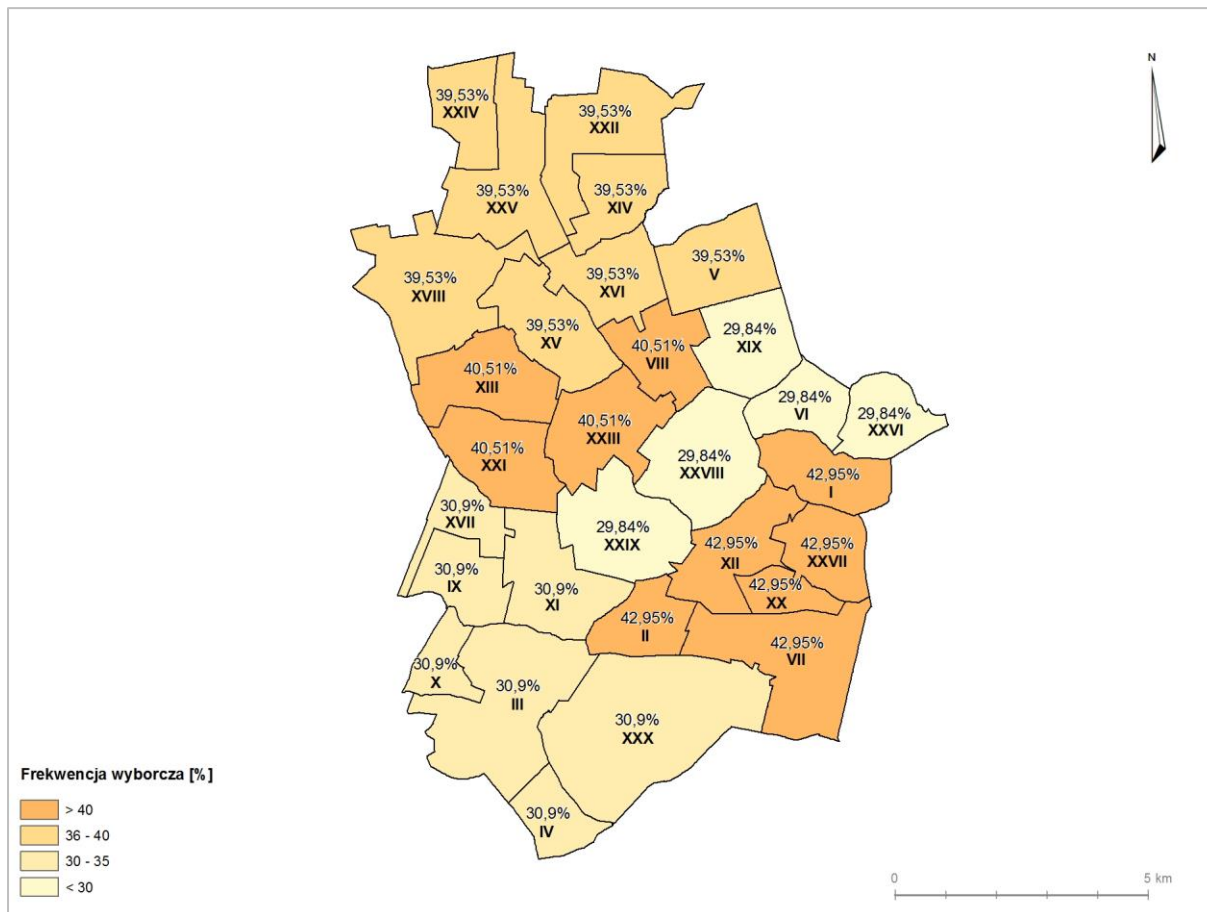 N
39,53%
XXIV
39,53%
XXII
39,53%
XXV
39,53%
XIV
39,53%
XVIII
39,53%
XVI
39,53%
V
39,53%
XV
40,51%
VIII
29,84%
XIX
40,51%
XIII
29,84%
VI
29,84%
XXVI
40,51%
XXIII
40,51%
XXI
29,84%
XXVIII
42,95%
I
30,9%
XVII
29,84%
XXIX
42,95%
XII
42,95%
XXVII
30,9%
IX
30,9%
XI
42,95%
XX
42,95%
II
42,95%
VII
30,9%
X
30,9%
III
30,9%
XXX
30,9%
IV
Frekwencja wyborcza [%]
> 40
36 - 40
30 - 35
< 30
0
5 km